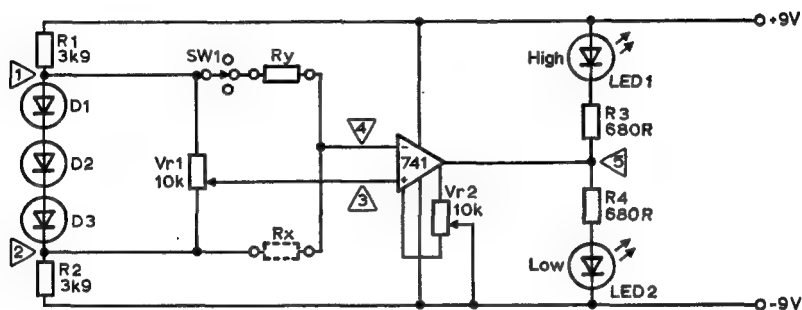 +9V
R1
3k9
1
SW1
Ry
High
LED1
D1
D2
D3
Vr1
10k
4
-
741
+
3
R3
680R
5
Vr2
10k
R4
680R
Rx
2
R2
3k9
Low
LED2
-9V